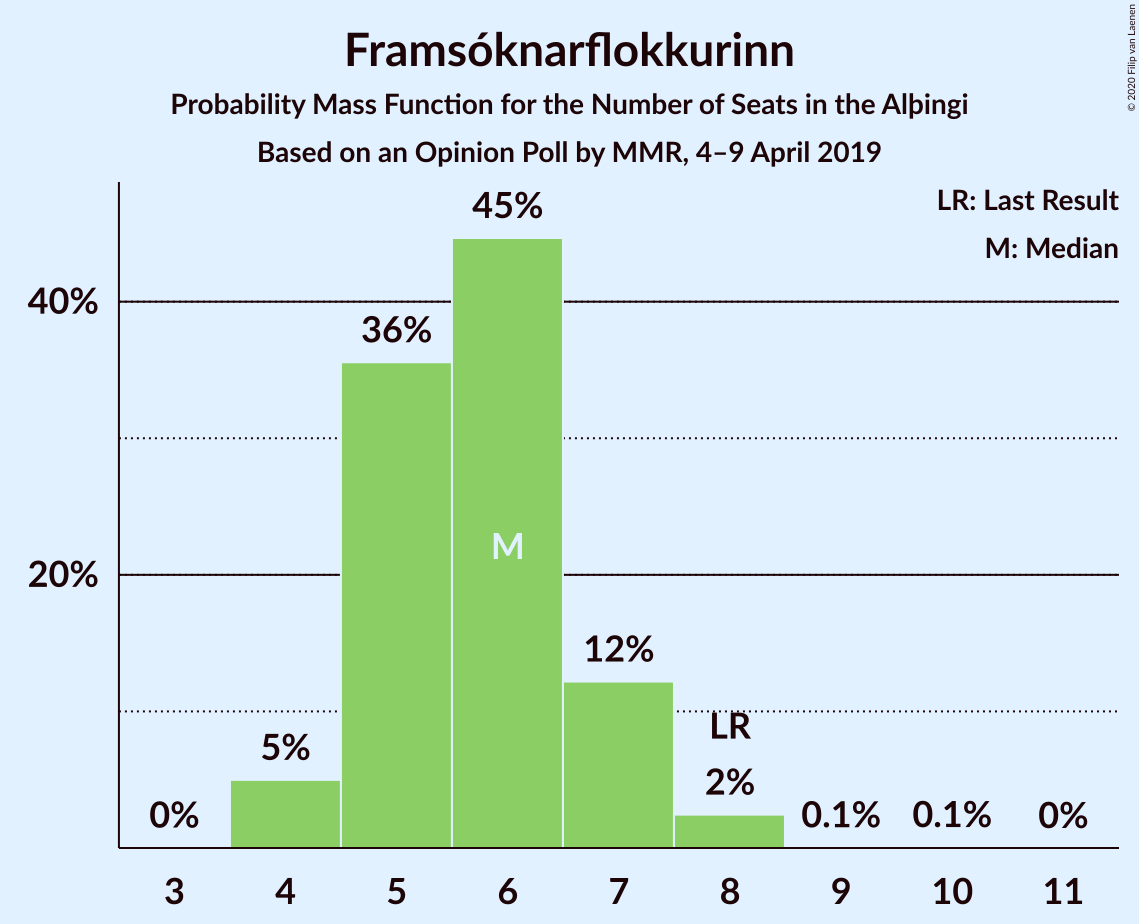 Framsóknarflokkurinn
Probability Mass Function for the Number of Seats in the Alþingi
Based on an Opinion Poll by MMR, 4–9 April 2019
© 2020 Filip van Laenen
LR: Last Result
M: Median
40%
20%
0%
5%
36%
45%
M
12%
LR
2%
0.1%
0.1%
0%
3 4 5 6 7 8 9 10 11